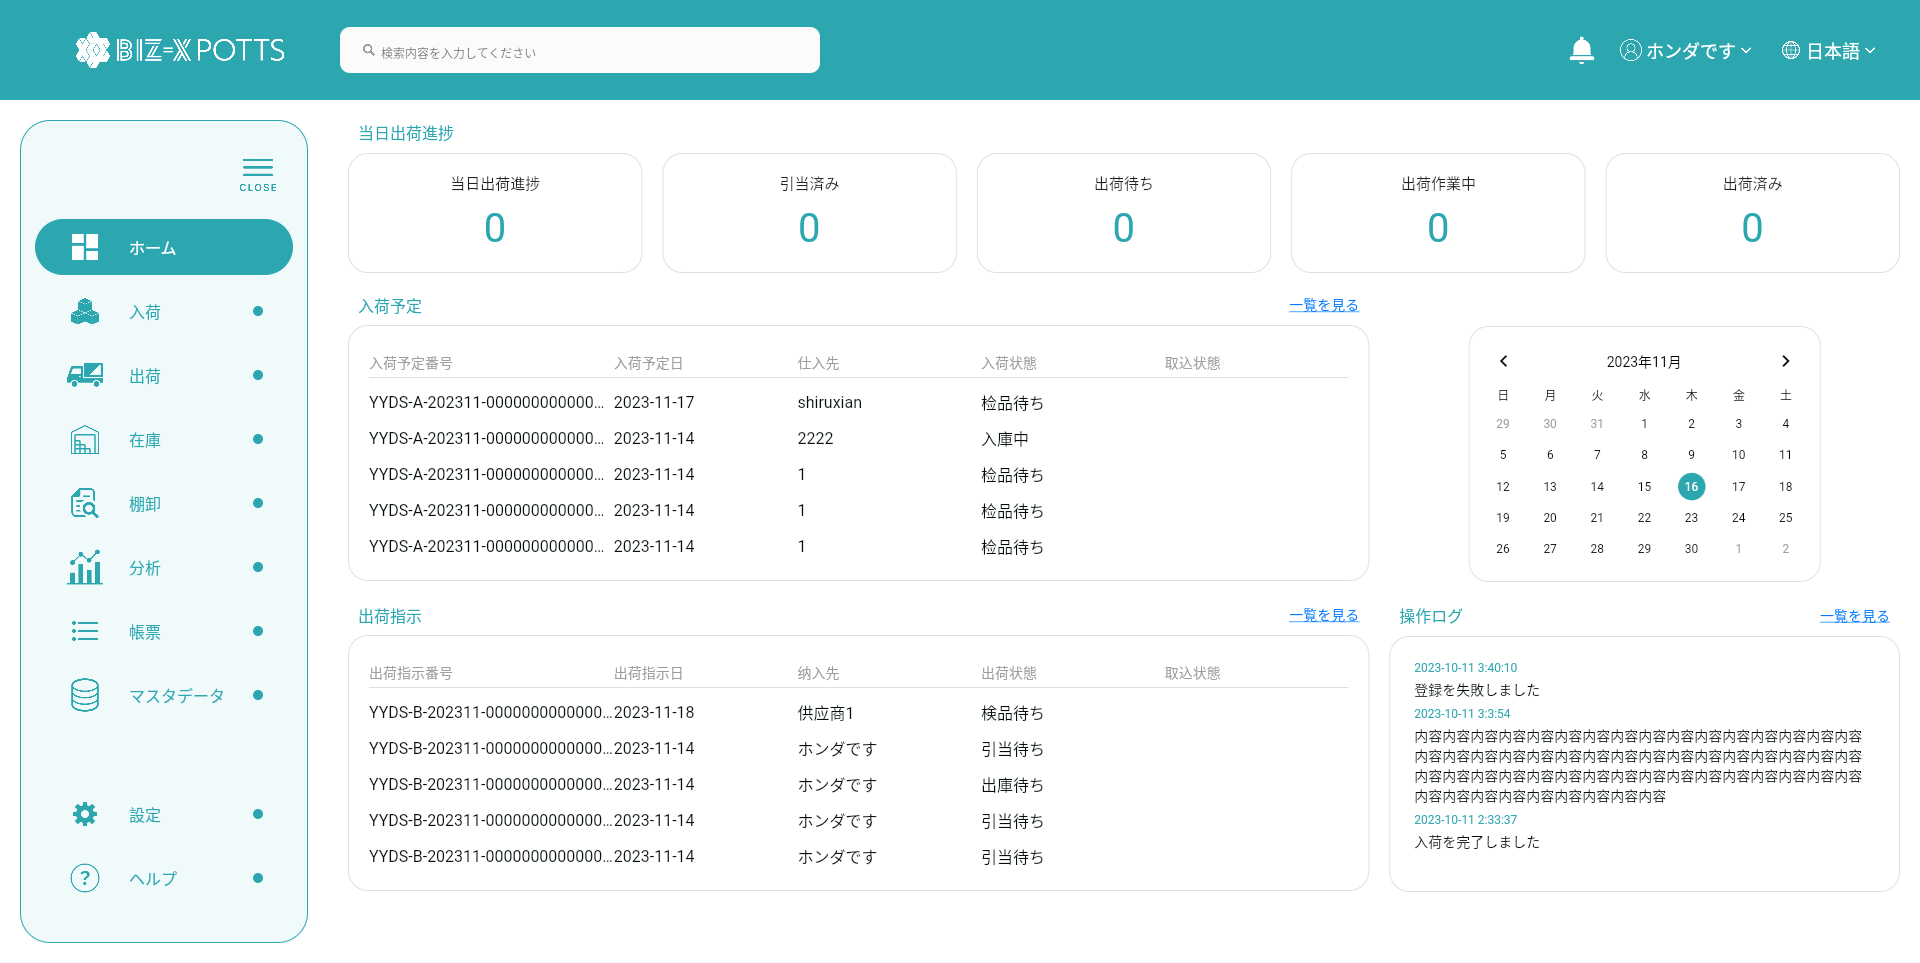 BIZ=X POTTS
検索内容を入力してください
ホンダです
日本語
CLOSE
ホーム
入荷
出荷
在庫
棚卸
分析
帳票
マスタデータ
設定
?
ヘルプ
当日出荷進捗
当日出荷進捗 引当済み 出荷待ち 出荷作業中 出荷済み
0 0 0 0 0
入荷予定 一覧を見る
入荷予定番号 入荷予定日 仕入先 入荷状態 取込状態
YYDS-A-202311-000000000000... 2023-11-17 shiruxian 检品待ち
YYDS-A-202311-000000000000... 2023-11-14 2222 入庫中
YYDS-A-202311-000000000000... 2023-11-14 1 检品待ち
YYDS-A-202311-000000000000... 2023-11-14 1 检品待ち
YYDS-A-202311-000000000000... 2023-11-14 1 检品待ち
2023年11月
日 月 火 水 木 金 土
29 30 31 1 2 3 4
5 6 7 8 9 10 11
12 13 14 15 16 17 18
19 20 21 22 23 24 25
26 27 28 29 30 1 2
出荷指示 一覧を見る
出荷指示番号 出荷指示日 纳入先 出荷状態 取込状態
YYDS-B-202311-0000000000000... 2023-11-18 供应商1 検品待ち
YYDS-B-202311-0000000000000... 2023-11-14 ホンダです 引当待ち
YYDS-B-202311-0000000000000... 2023-11-14 ホンダです 出庫待ち
YYDS-B-202311-0000000000000... 2023-11-14 ホンダです 引当待ち
YYDS-B-202311-0000000000000... 2023-11-14 ホンダです 引当待ち
操作ログ 一覧を見る
2023-10-11 3:40:10
登録を失敗しました
2023-10-11 3:3:54
内容内容内容内容内容内容内容内容内容内容内容内容内容内容内容内容
内容内容内容内容内容内容内容内容内容内容内容内容内容内容内容内容
内容内容内容内容内容内容内容内容内容内容内容内容内容内容内容内容
内容内容内容内容内容内容内容内容内容
2023-10-11 2:33:37
入荷を完了しました